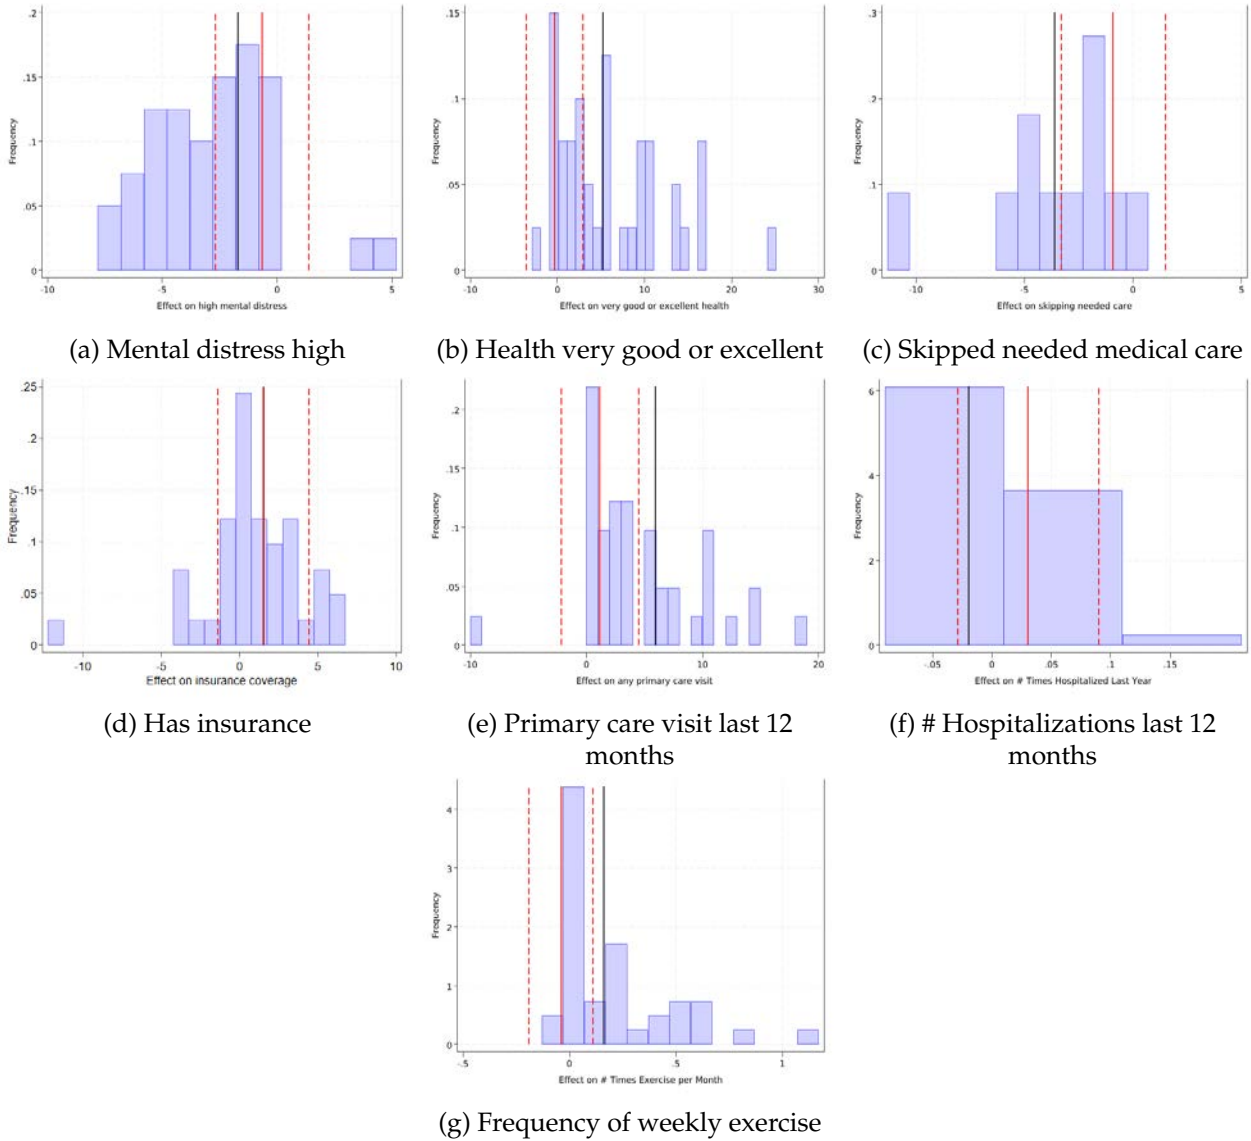 .2
.15
.1
.05
0
Frequency
-10 -5 0 5
Effect on high mental distress
(a) Mental distress high
.15
.1
.05
0
Frequency
-10 0 10 20 30
Effect on very good or excellent health
(b) Health very good or excellent
.3
.2
.1
0
Frequency
-10 -5 0 5
Effect on skipping needed care
(c) Skipped needed medical care
.25
.2
.15
.1
.05
0
Frequency
-10 -5 0 5 10
Effect on insurance coverage
(d) Has insurance
.2
.15
.1
.05
0
Frequency
-10 0 10 20
Effect on any primary care visit
(e) Primary care visit last 12
months
6
4
2
0
Frequency
-.05 0 .05 .1 .15
Effect on # Times Hospitalized Last Year
(f) # Hospitalizations last 12
months
4
3
2
1
0
Frequency
-.5 0 .5 1
Effect on # Times Exercise per Month
(g) Frequency of weekly exercise